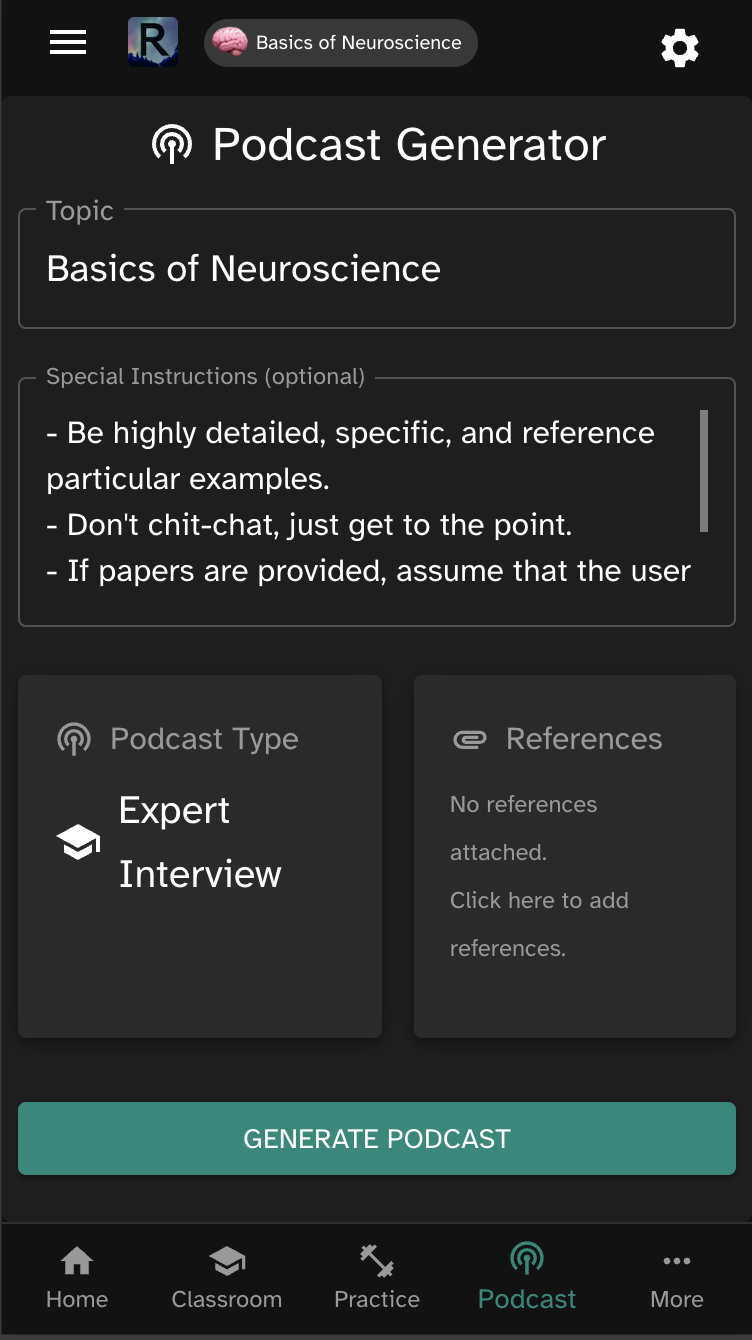 R
Basics of Neuroscience
Podcast Generator
Topic
Basics of Neuroscience
Special Instructions (optional)
- Be highly detailed, specific, and reference
particular examples.
- Don't chit-chat, just get to the point.
- If papers are provided, assume that the user
Podcast Type
Expert
Interview
References
No references
attached.
Click here to add
references.
GENERATE PODCAST
Home
Classroom
Practice
Podcast
More